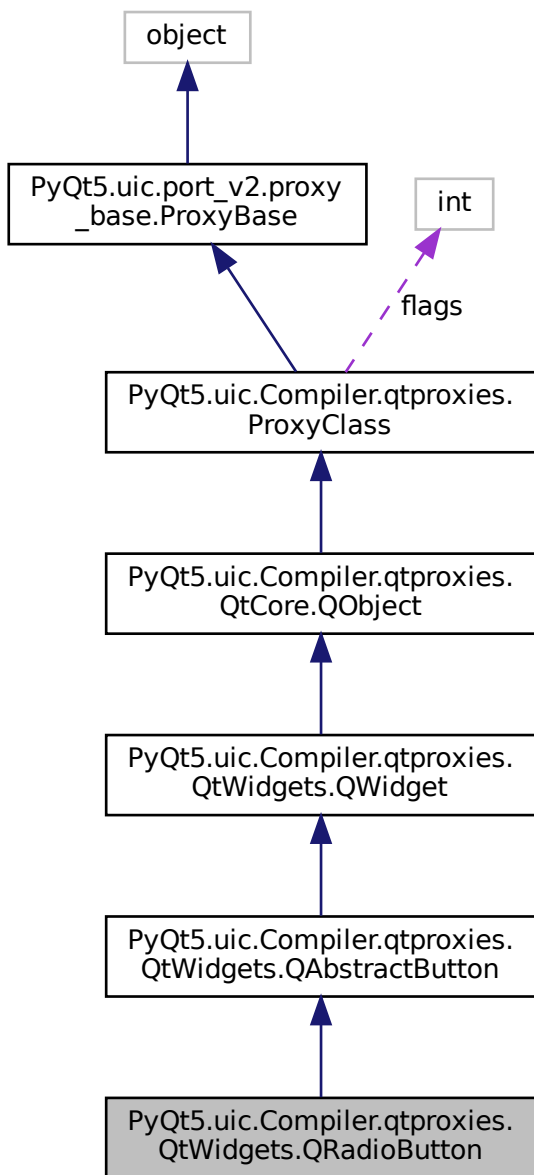 object
PyQt5.uic.port_v2.proxy
_base.ProxyBase
int
flags
PyQt5.uic.Compiler.qtproxies.
ProxyClass
PyQt5.uic.Compiler.qtproxies.
QtCore.QObject
PyQt5.uic.Compiler.qtproxies.
QtWidgets.QWidget
PyQt5.uic.Compiler.qtproxies.
QtWidgets.QAbstractButton
PyQt5.uic.Compiler.qtproxies.
QtWidgets.QRadioButton